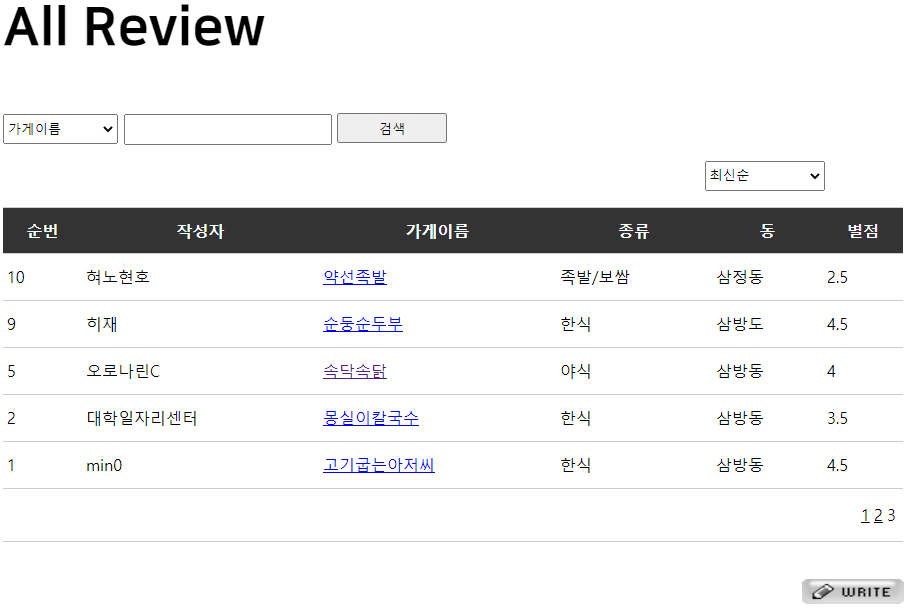 All Review
가게이름 검색
최신순
순번 작성자 가게이름 종류 동 별점
10 혀노현호 약선족발 족발/보쌈 삼정동 2.5
9 히재 순둥순두부 한식 삼방도 4.5
5 오로나린C 속닥속닭 야식 삼방동 4
2 대학일자리센터 몽실이칼국수 한식 삼방동 3.5
1 min0 고기굽는아저씨 한식 삼방동 4.5
1 2 3
WRITE